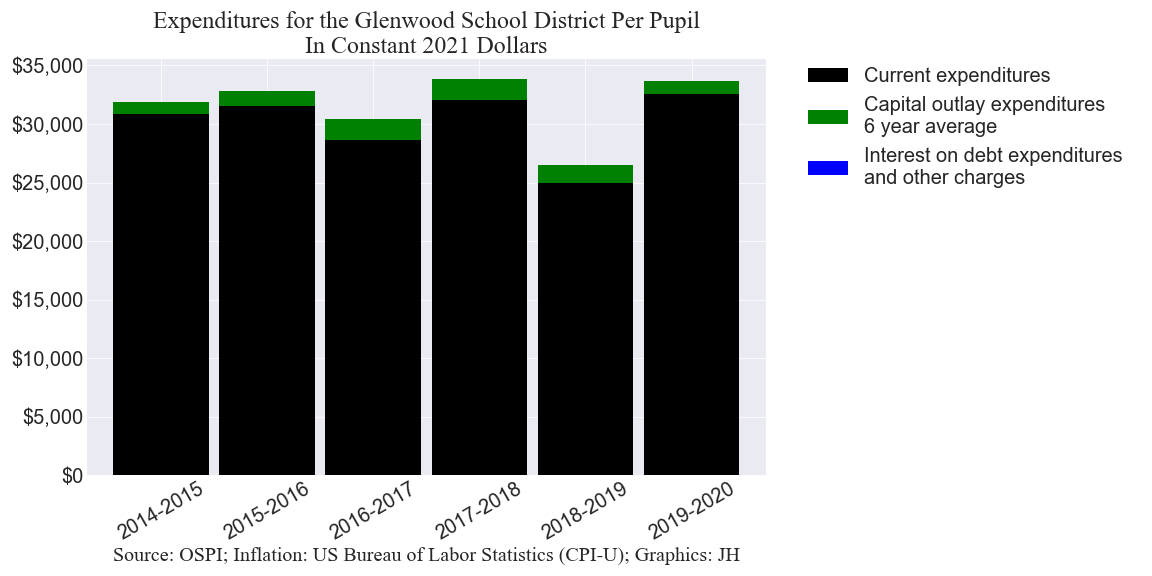 Expenditures for the Glenwood School District Per Pupil
In Constant 2021 Dollars
$35,000
$30,000
$25,000
$20,000
$15,000
$10,000
$5,000
$0
2014-2015
2015-2016
2016-2017
2017-2018
2018-2019
2019-2020
Current expenditures
Capital outlay expenditures
6 year average
Interest on debt expenditures
and other charges
Source: OSPI; Inflation: US Bureau of Labor Statistics (CPI-U); Graphics: JH